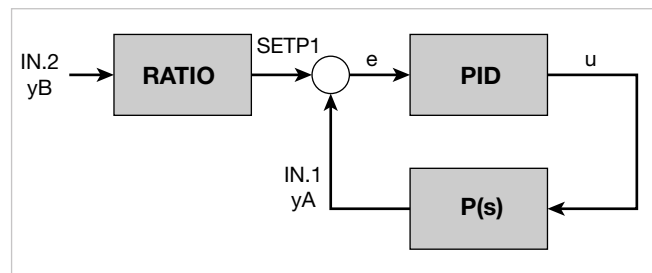 IN.2
yB
RATIO
SETP1
e
PID
u
IN.1
yA
P(s)